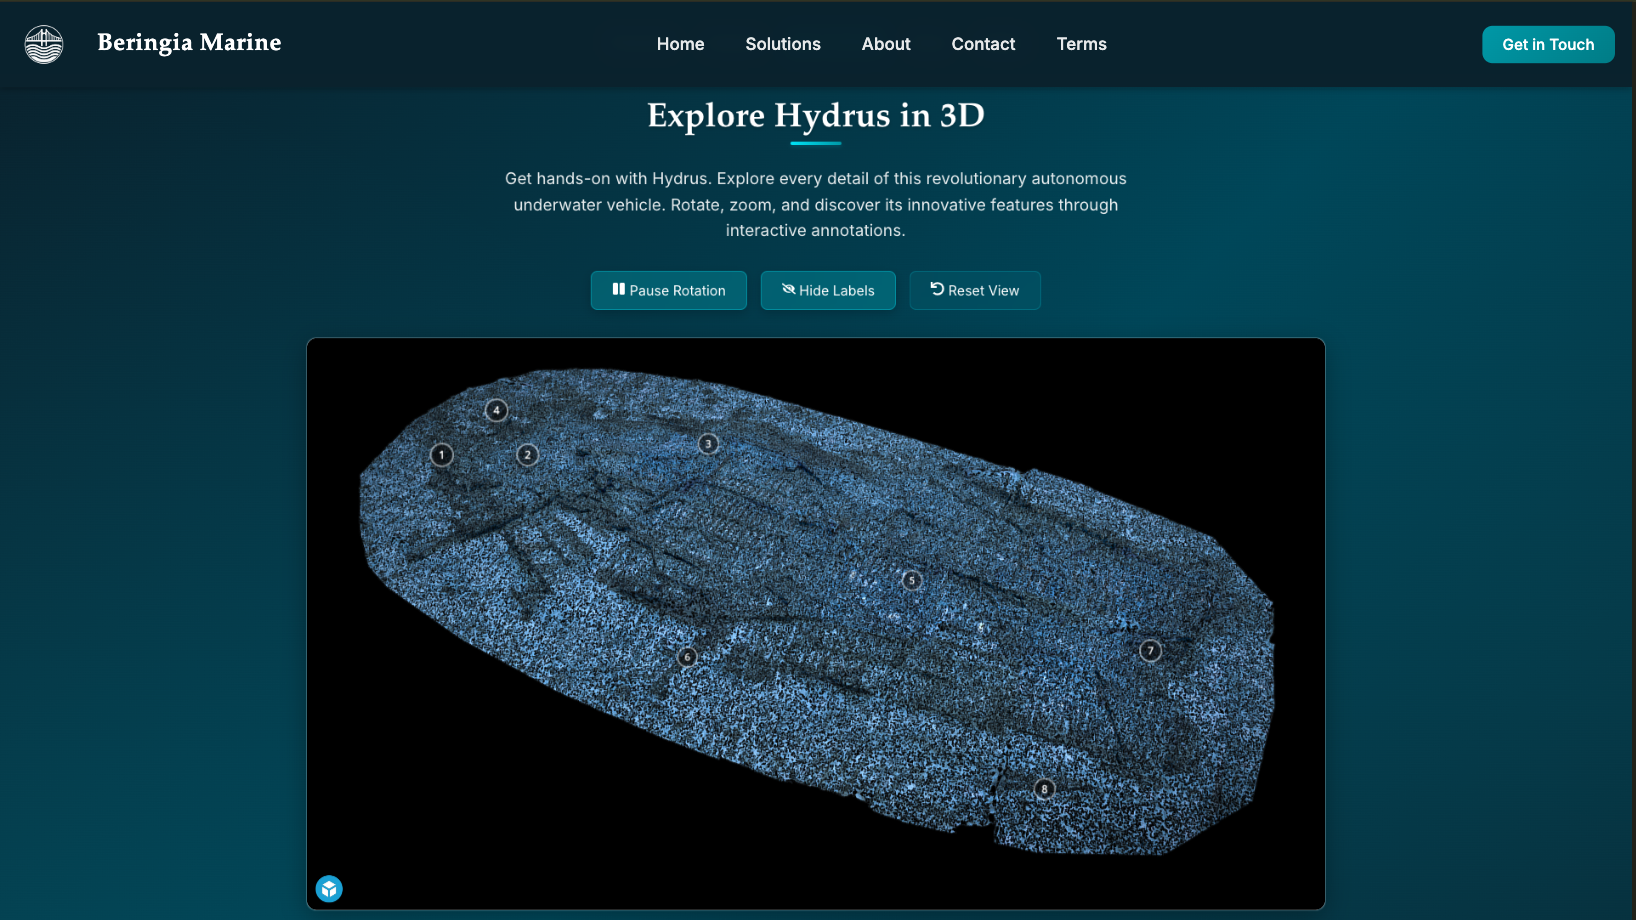 Beringia Marine
Home
Solutions
About
Contact
Terms
Get in Touch
Explore Hydrus in 3D
Get hands-on with Hydrus. Explore every detail of this revolutionary autonomous
underwater vehicle. Rotate, zoom, and discover its innovative features through
interactive annotations.
Pause Rotation
Hide Labels
Reset View
4
1
2
3
5
6
7
8